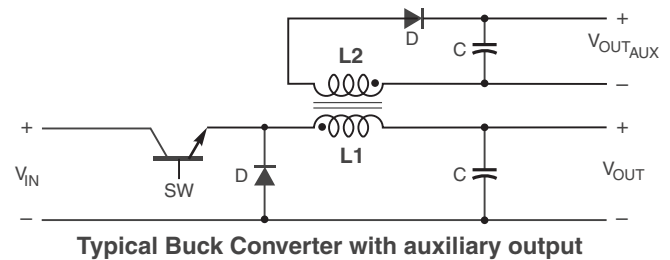 D
+
C
V_OUT_AUX
L2
−
+
+
L1
V_IN
SW
D
C
V_OUT
−
−
Typical Buck Converter with auxiliary output